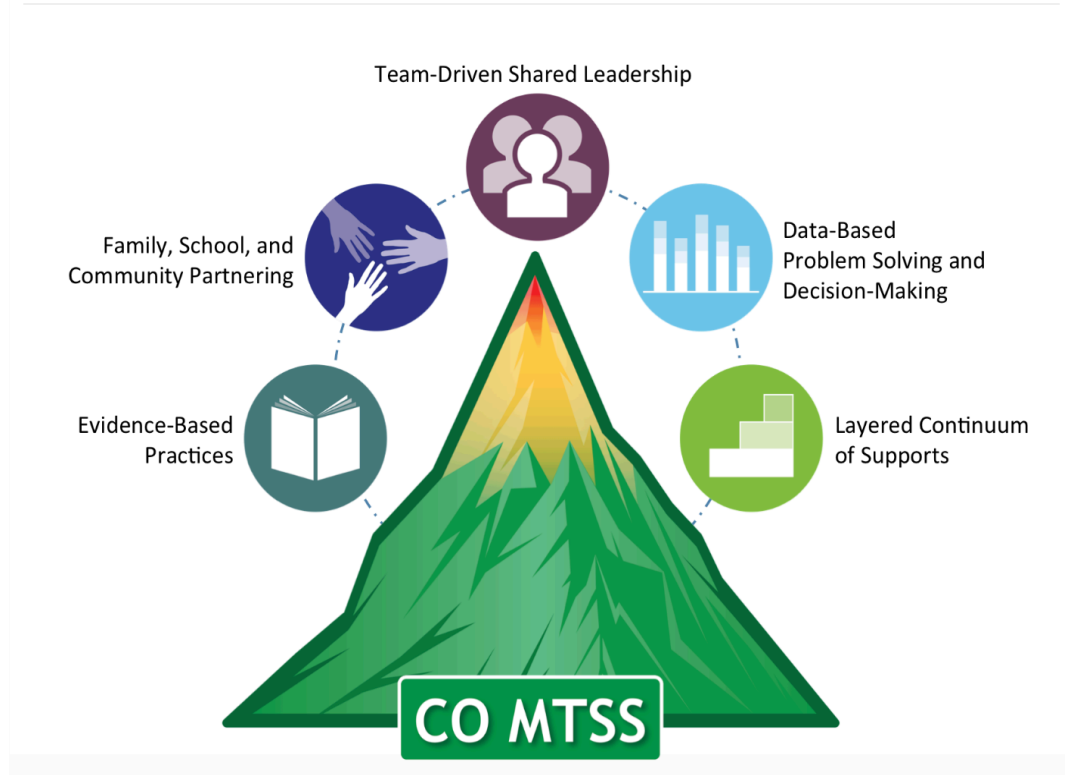 Team-Driven Shared Leadership
Family, School, and
Community Partnering
Data-Based
Problem Solving and
Decision-Making
Evidence-Based
Practices
Layered Continuum
of Supports
CO MTSS